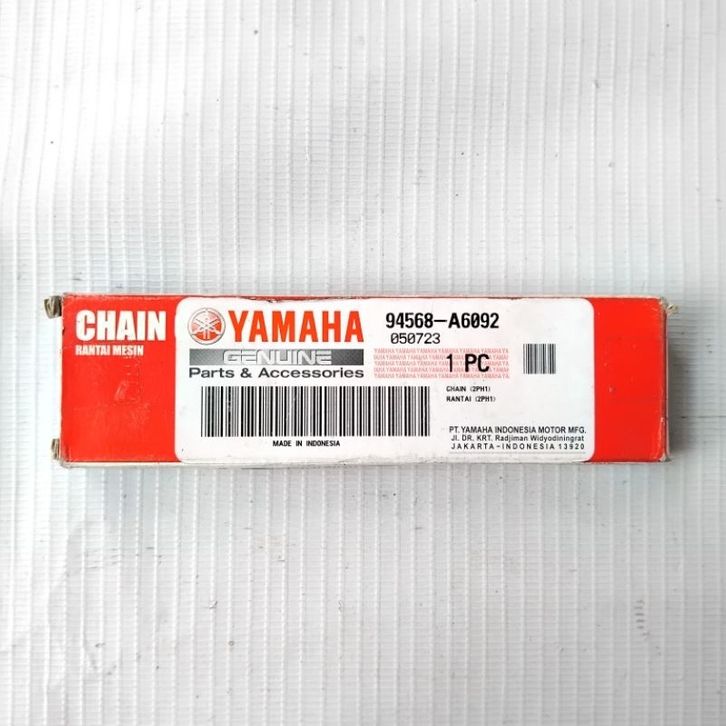 CHAIN
RANTAI MESIN
YAMAHA
GENUINE
Parts & Accessories
MADE IN INDONESIA
94568-A6092
050723
1 PC
CHAIN (2PH1)
RANTAI (2PH1)
PT. YAMAHA INDONESIA MOTOR MFG.
Jl. DR. KRT. Radjiman Widyodiningrat
JAKARTA-INDONESIA 13920